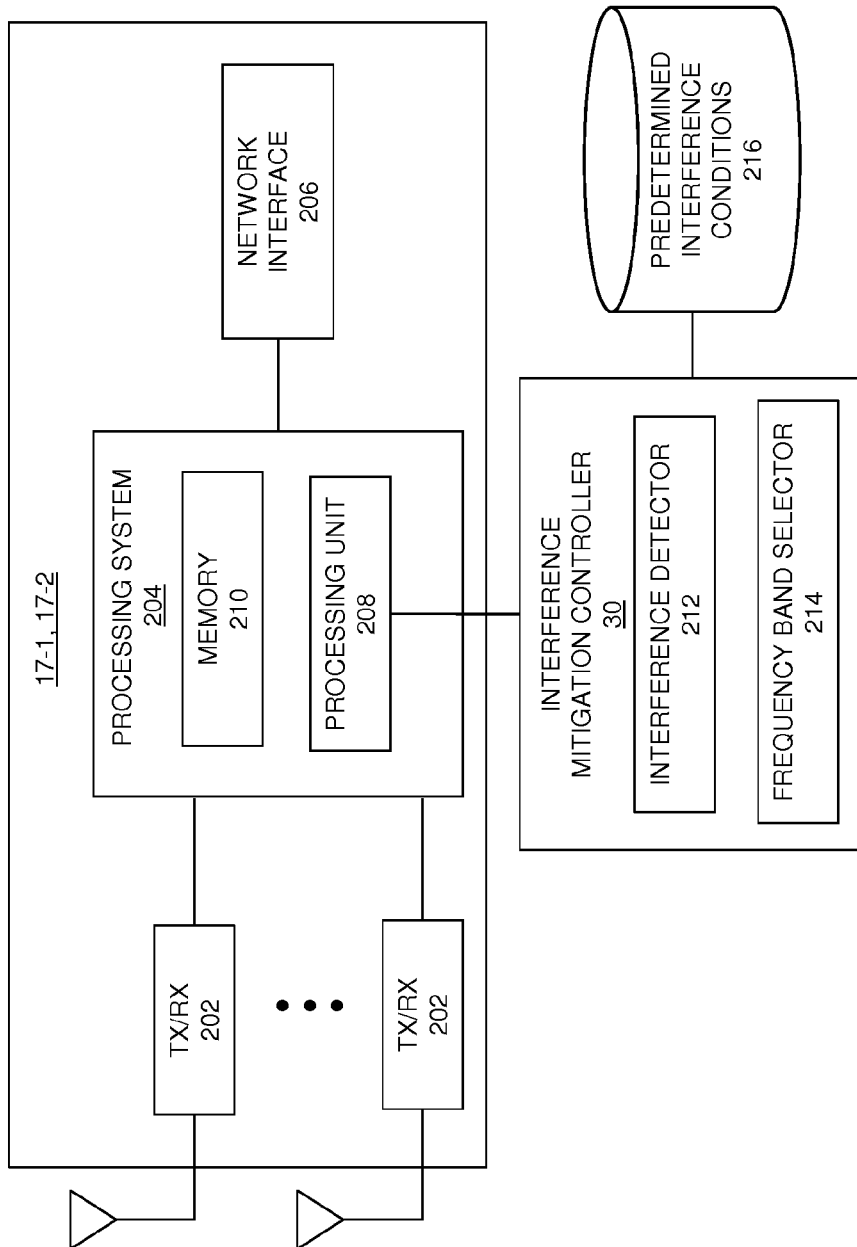 17-1, 17-2
TX/RX
202
TX/RX
202
PROCESSING SYSTEM
204
MEMORY
210
PROCESSING UNIT
208
NETWORK
INTERFACE
206
INTERFERENCE
MITIGATION CONTROLLER
30
INTERFERENCE DETECTOR
212
FREQUENCY BAND SELECTOR
214
PREDETERMINED
INTERFERENCE
CONDITIONS
216